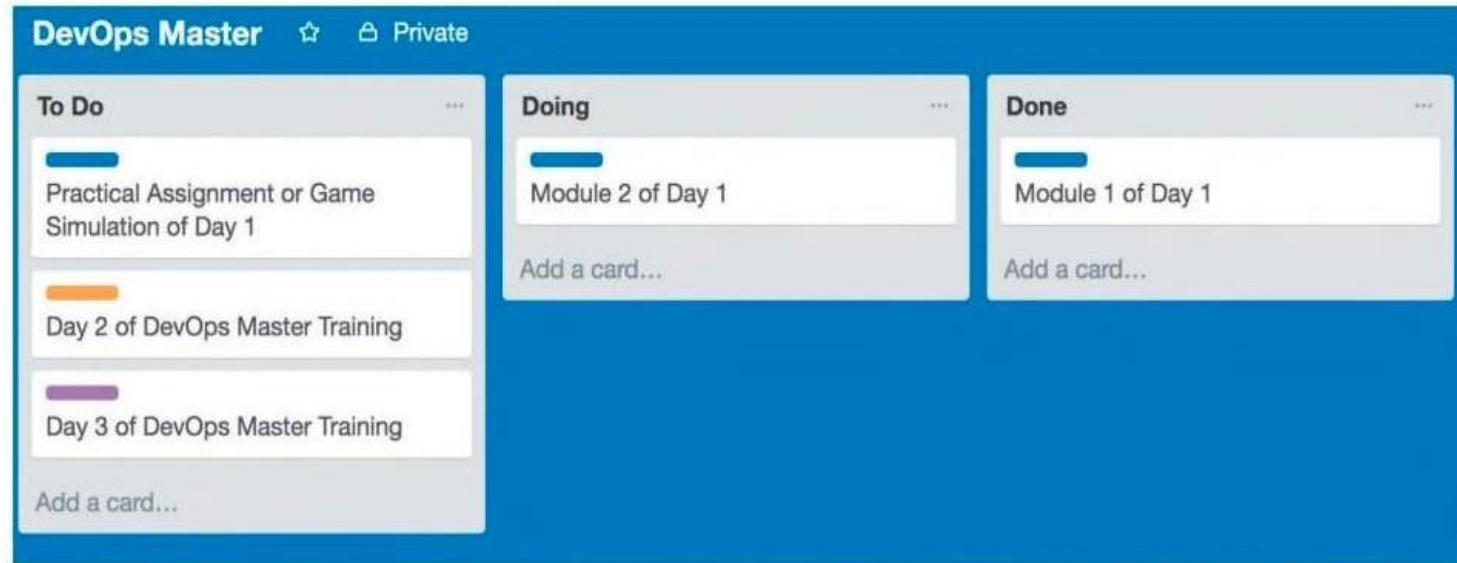 DevOps Master Private
To Do ...
Practical Assignment or Game
Simulation of Day 1
Day 2 of DevOps Master Training
Day 3 of DevOps Master Training
Add a card...
Doing ...
Module 2 of Day 1
Add a card...
Done ...
Module 1 of Day 1
Add a card...